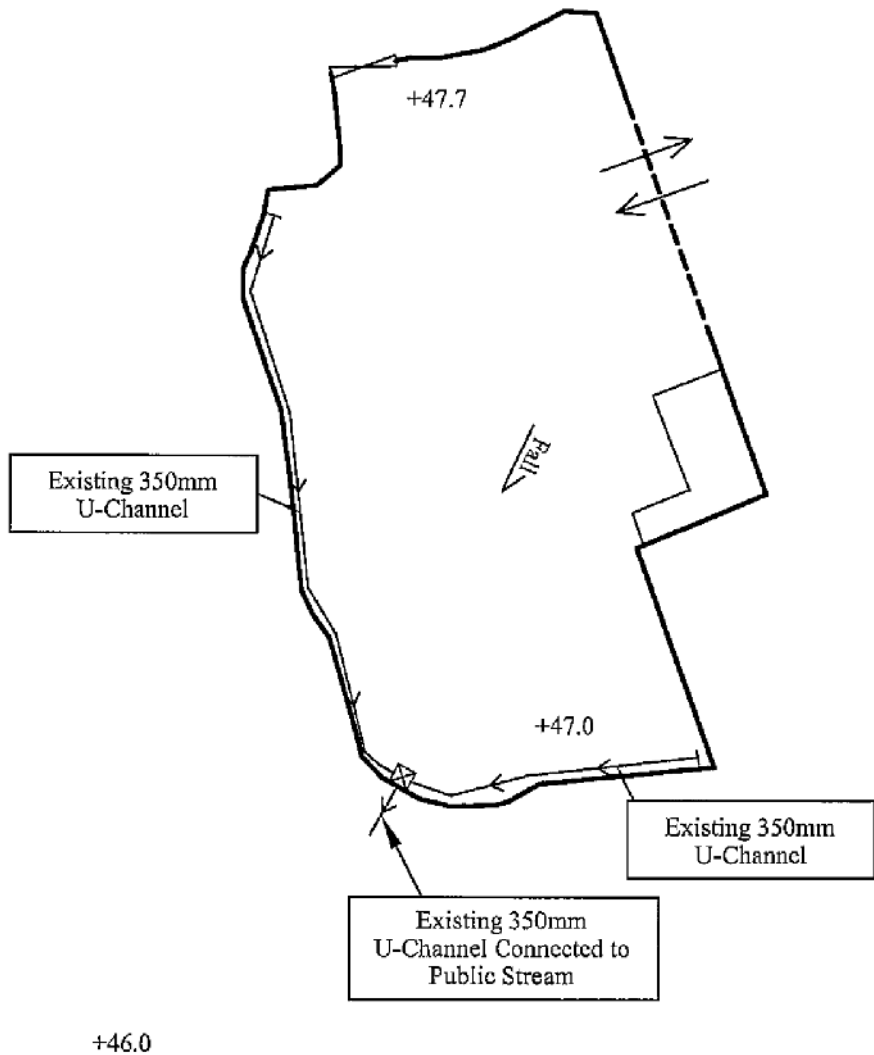 +47.7
Fall
Existing 350mm
U-Channel
+47.0
Existing 350mm
U-Channel
Existing 350mm
U-Channel Connected to
Public Stream
+46.0